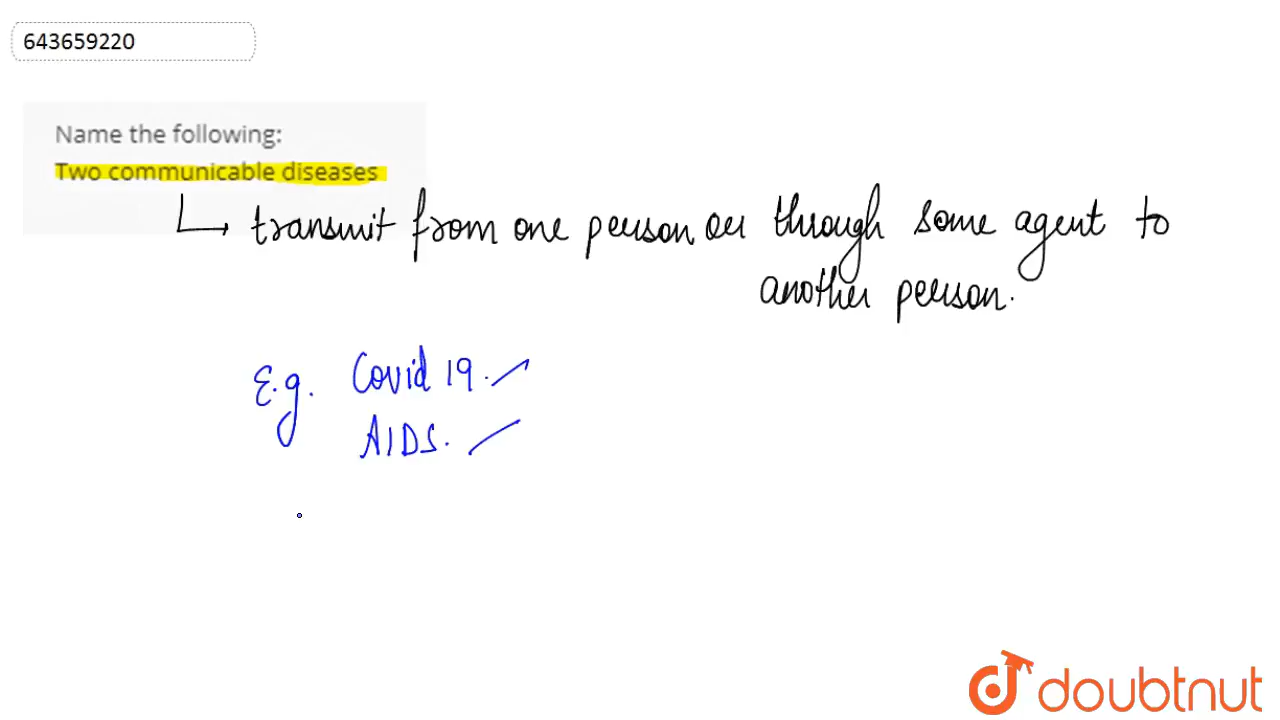 643659220
Name the following:
Two communicable diseases
transmit from one person or through some agent to
another person.
E.g. Covid 19.
AIDS.
doubtnut